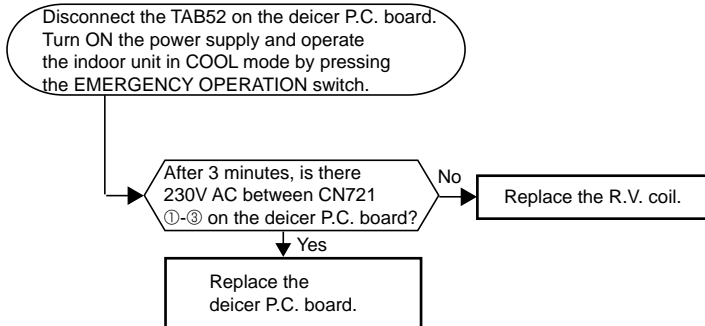 Disconnect the TAB52 on the deicer P.C. board.
Turn ON the power supply and operate
the indoor unit in COOL mode by pressing
the EMERGENCY OPERATION switch.
After 3 minutes, is there
230V AC between CN721
①-③ on the deicer P.C. board?
No
Replace the R.V. coil.
Yes
Replace the
deicer P.C. board.